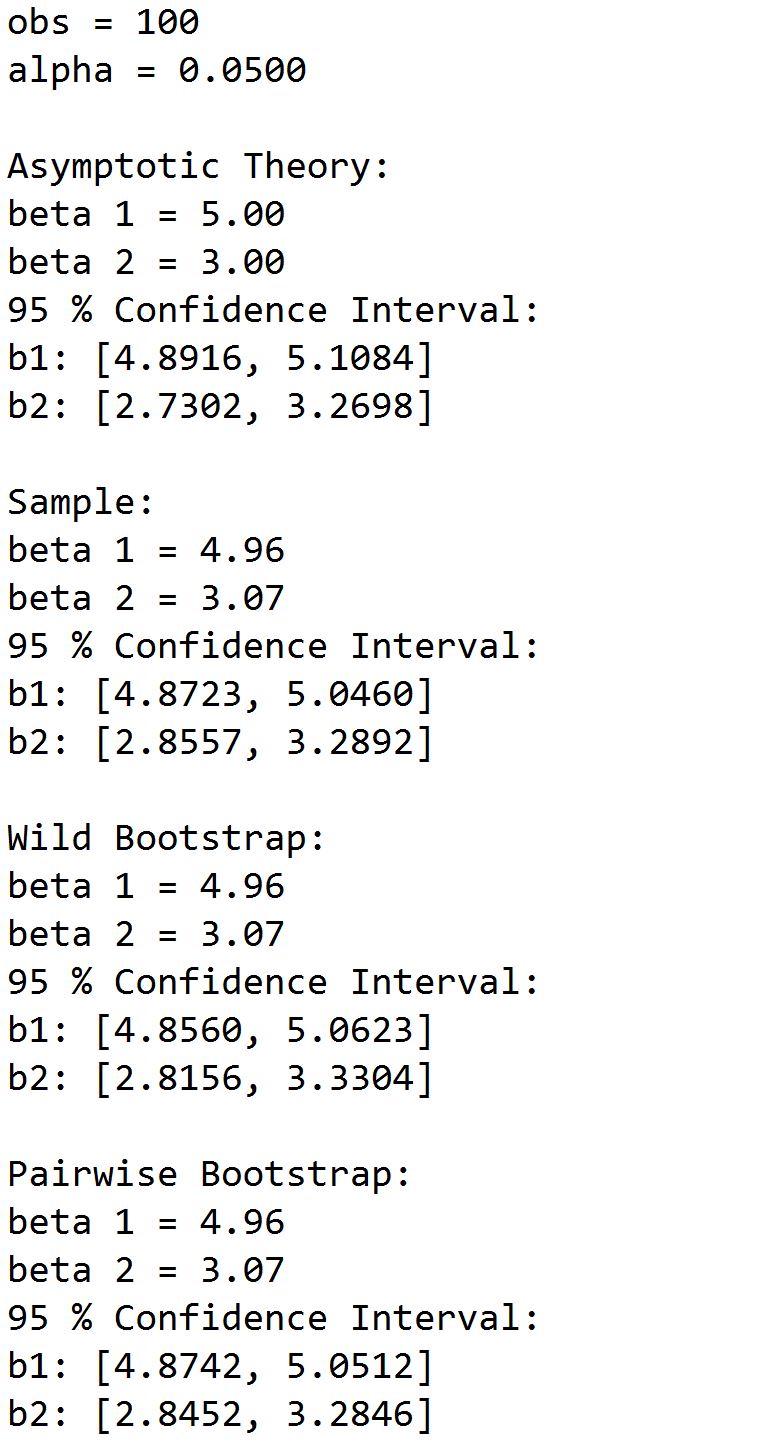 obs = 100
alpha = 0.0500
Asymptotic Theory:
beta 1 = 5.00
beta 2 = 3.00
95 % Confidence Interval:
b1: [4.8916, 5.1084]
b2: [2.7302, 3.2698]
Sample:
beta 1 = 4.96
beta 2 = 3.07
95 % Confidence Interval:
b1: [4.8723, 5.0460]
b2: [2.8557, 3.2892]
Wild Bootstrap:
beta 1 = 4.96
beta 2 = 3.07
95 % Confidence Interval:
b1: [4.8560, 5.0623]
b2: [2.8156, 3.3304]
Pairwise Bootstrap:
beta 1 = 4.96
beta 2 = 3.07
95 % Confidence Interval:
b1: [4.8742, 5.0512]
b2: [2.8452, 3.2846]